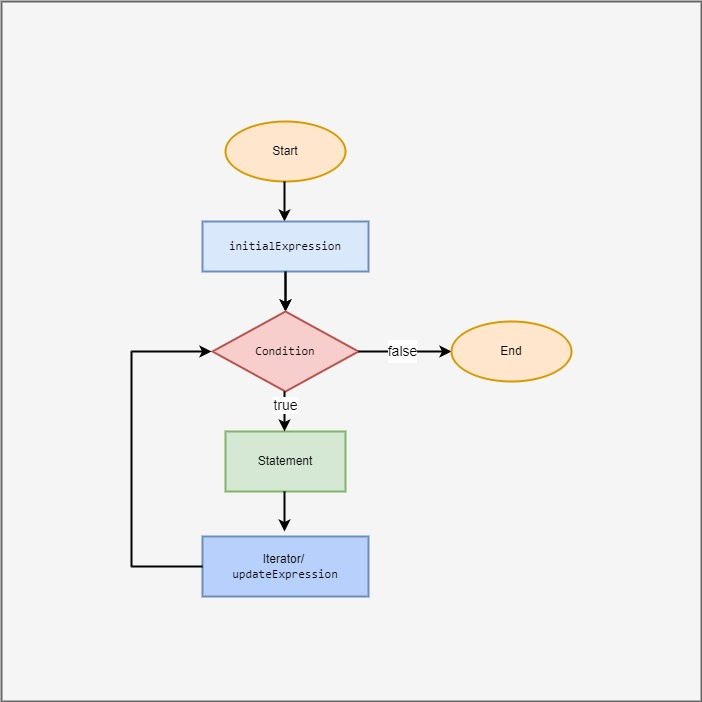 Start
initialExpression
Condition
false
End
true
Statement
Iterator/
updateExpression